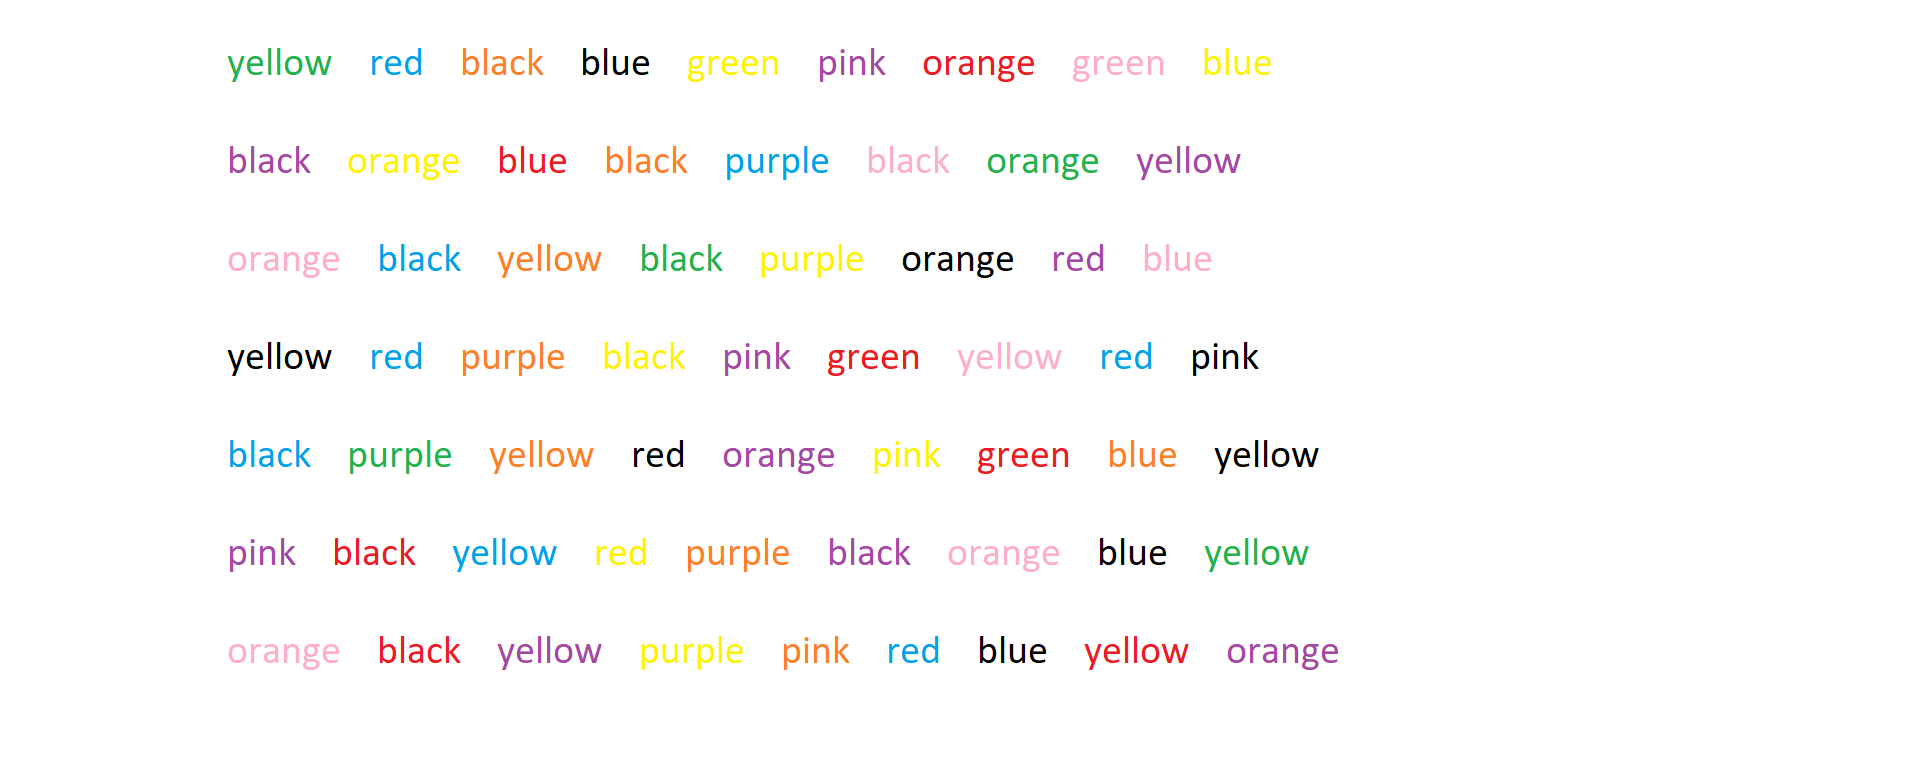 yellow red black blue green pink orange green blue
black orange blue black purple black orange yellow
orange black yellow black purple orange red blue
yellow red purple black pink green yellow red pink
black purple yellow red orange pink green blue yellow
pink black yellow red purple black orange blue yellow
orange black yellow purple pink red blue yellow orange